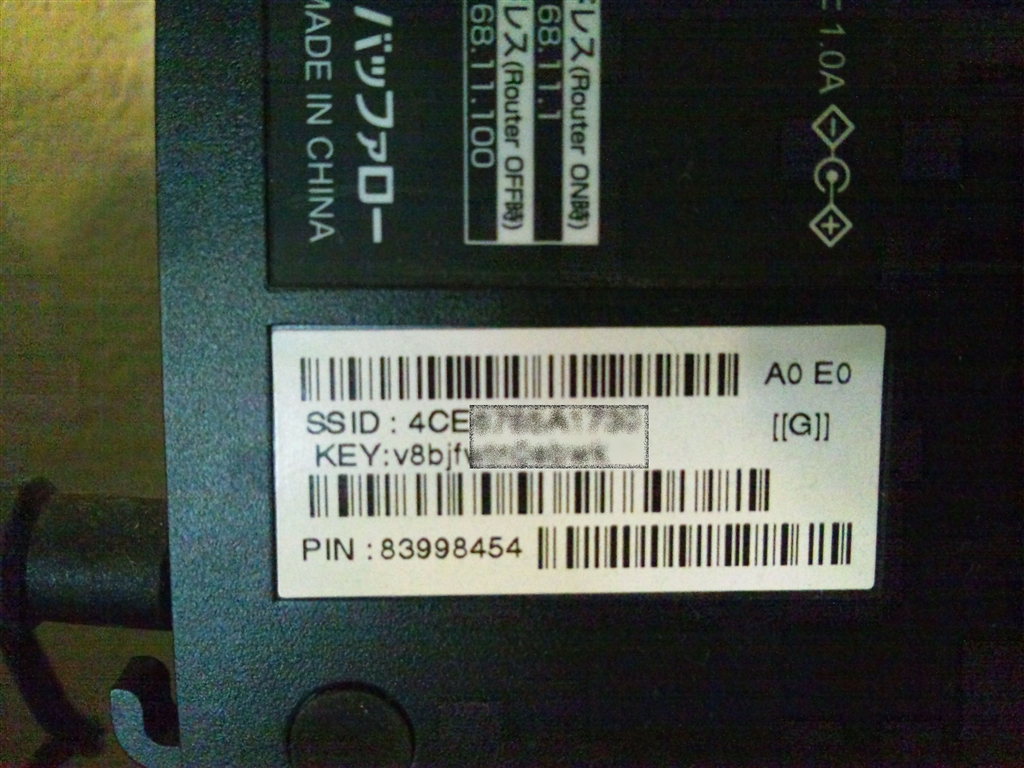 1.0A
ドレス (Router ON時)
68.11.1
レス (Router OFF時)
68.11.100
バッファロー
MADE IN CHINA
A0 E0
SSID : 4CE
[[G]]
KEY:v8bjf
PIN : 83998454